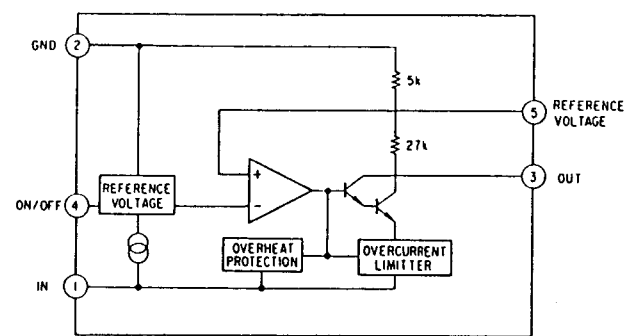 GND 2
5k
5 REFERENCE
VOLTAGE
27k
3 OUT
+
-
ON/OFF 4
REFERENCE
VOLTAGE
OVERHEAT
PROTECTION
OVERCURRENT
LIMITTER
IN 1